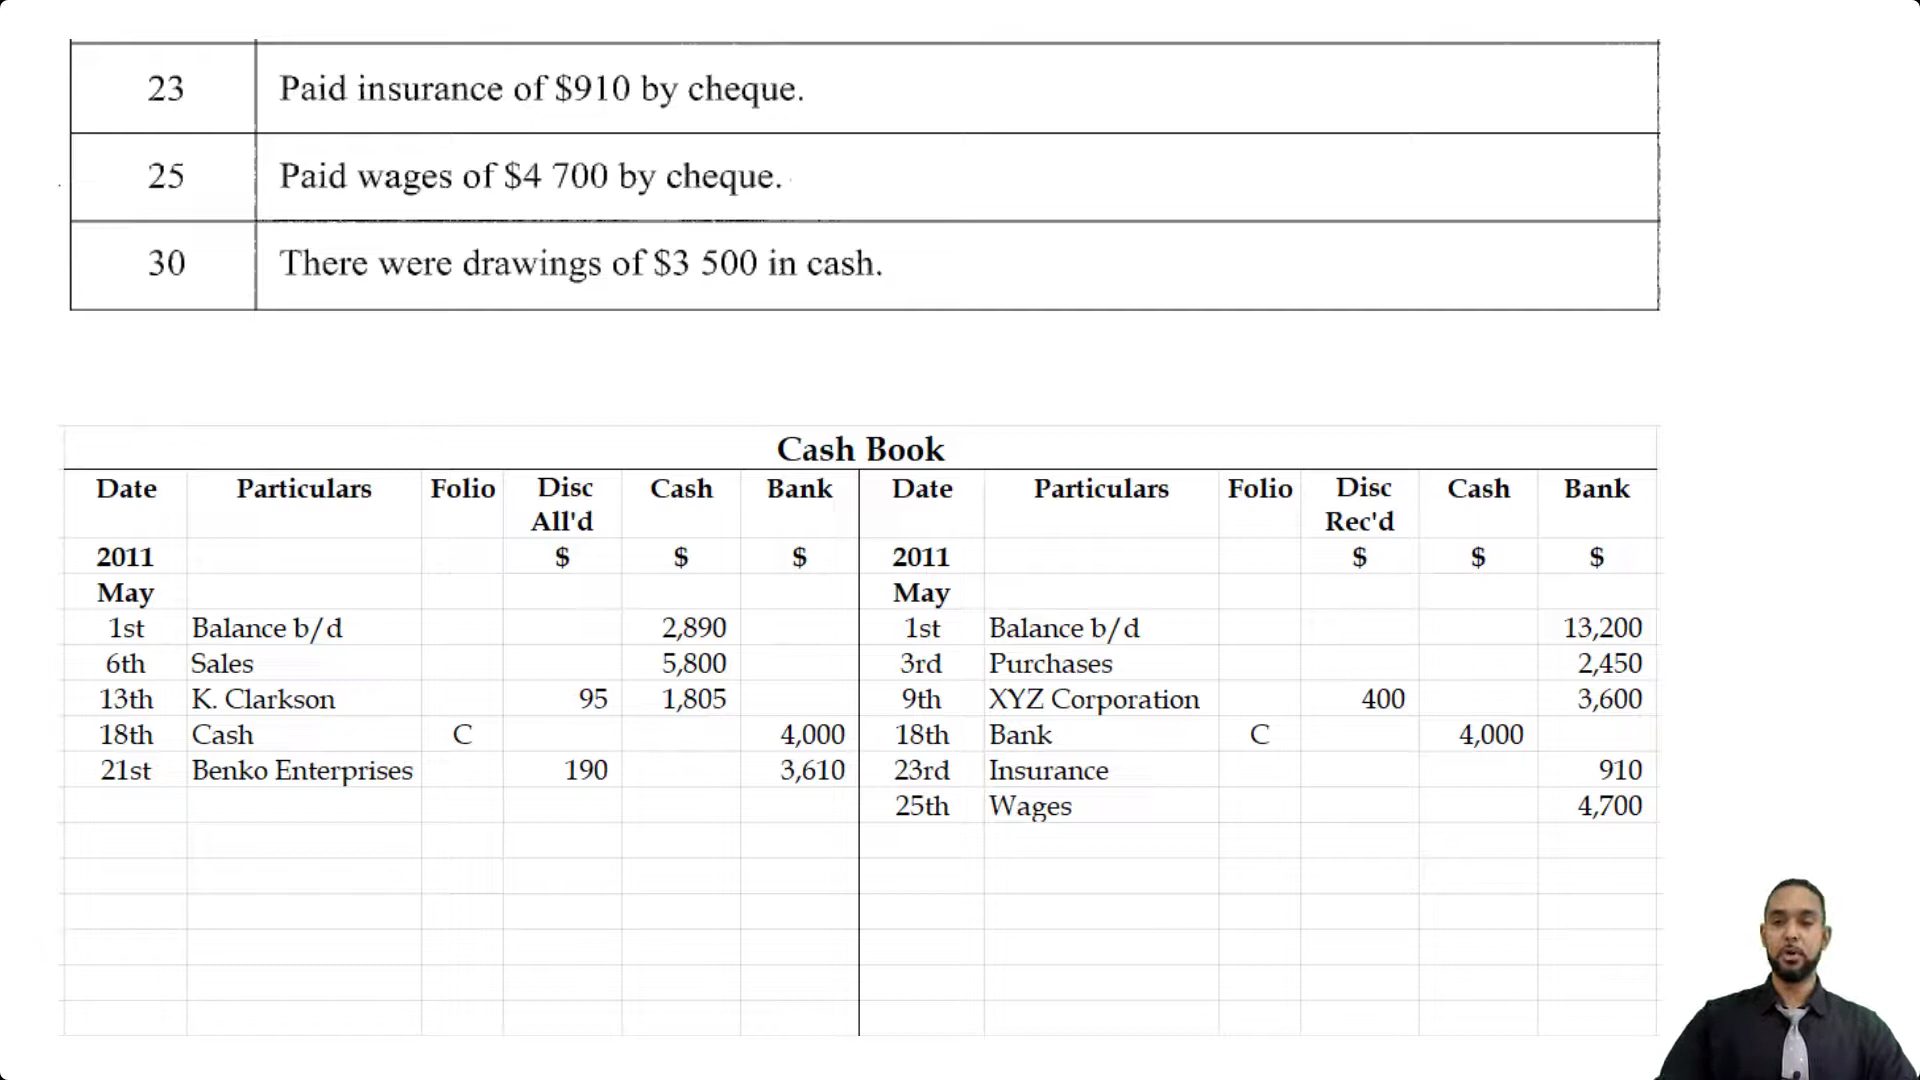 23 Paid insurance of $910 by cheque.
25 Paid wages of $4 700 by cheque.
30 There were drawings of $3 500 in cash.
Cash Book
Date Particulars Folio Disc All'd Cash Bank Date Particulars Folio Disc Rec'd Cash Bank
2011 $ $ $ 2011 $ $ $
May May
1st Balance b/d 2,890 1st Balance b/d 13,200
6th Sales 5,800 3rd Purchases 2,450
13th K. Clarkson 95 1,805 9th XYZ Corporation 400 3,600
18th Cash C 4,000 18th Bank C 4,000
21st Benko Enterprises 190 3,610 23rd Insurance 910
25th Wages 4,700